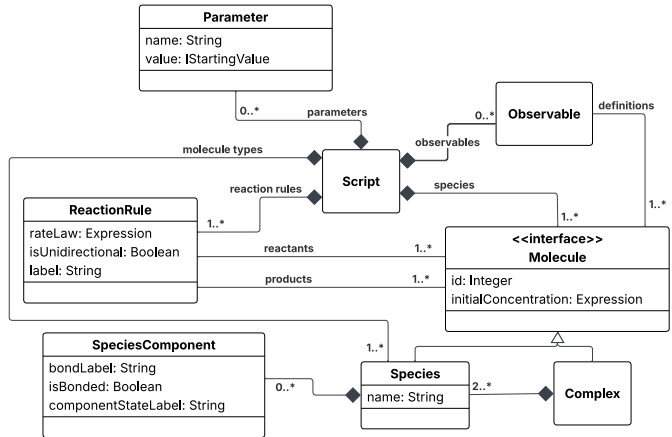 Parameter
name: String
value: IStartingValue
0..*
parameters
0..*
observables
Observable
definitions
molecule types
Script
reaction rules
species
1..*
1..*
1..*
ReactionRule
rateLaw: Expression
isUnidirectional: Boolean
label: String
reactants
1..*
products
1..*
<<interface>>
Molecule
id: Integer
initialConcentration: Expression
SpeciesComponent
bondLabel: String
isBonded: Boolean
componentStateLabel: String
0..*
1..*
Species
name: String
2..*
Complex